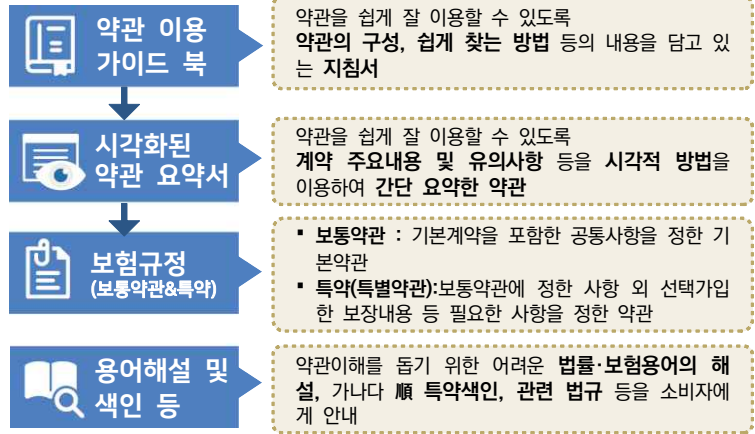 약관 이용
가이드 북
약관을 쉽게 잘 이용할 수 있도록
약관의 구성, 쉽게 찾는 방법 등의 내용을 담고 있
는 지침서
시각화된
약관 요약서
약관을 쉽게 잘 이용할 수 있도록
계약 주요내용 및 유의사항 등을 시각적 방법을
이용하여 간단 요약한 약관
보험규정
(보통약관&특약)
▪ 보통약관 : 기본계약을 포함한 공통사항을 정한 기
본약관
▪ 특약(특별약관):보통약관에 정한 사항 외 선택가입
한 보장내용 등 필요한 사항을 정한 약관
용어해설 및
색인 등
약관이해를 돕기 위한 어려운 법률·보험용어의 해
설, 가나다 順 특약색인, 관련 법규 등을 소비자에
게 안내